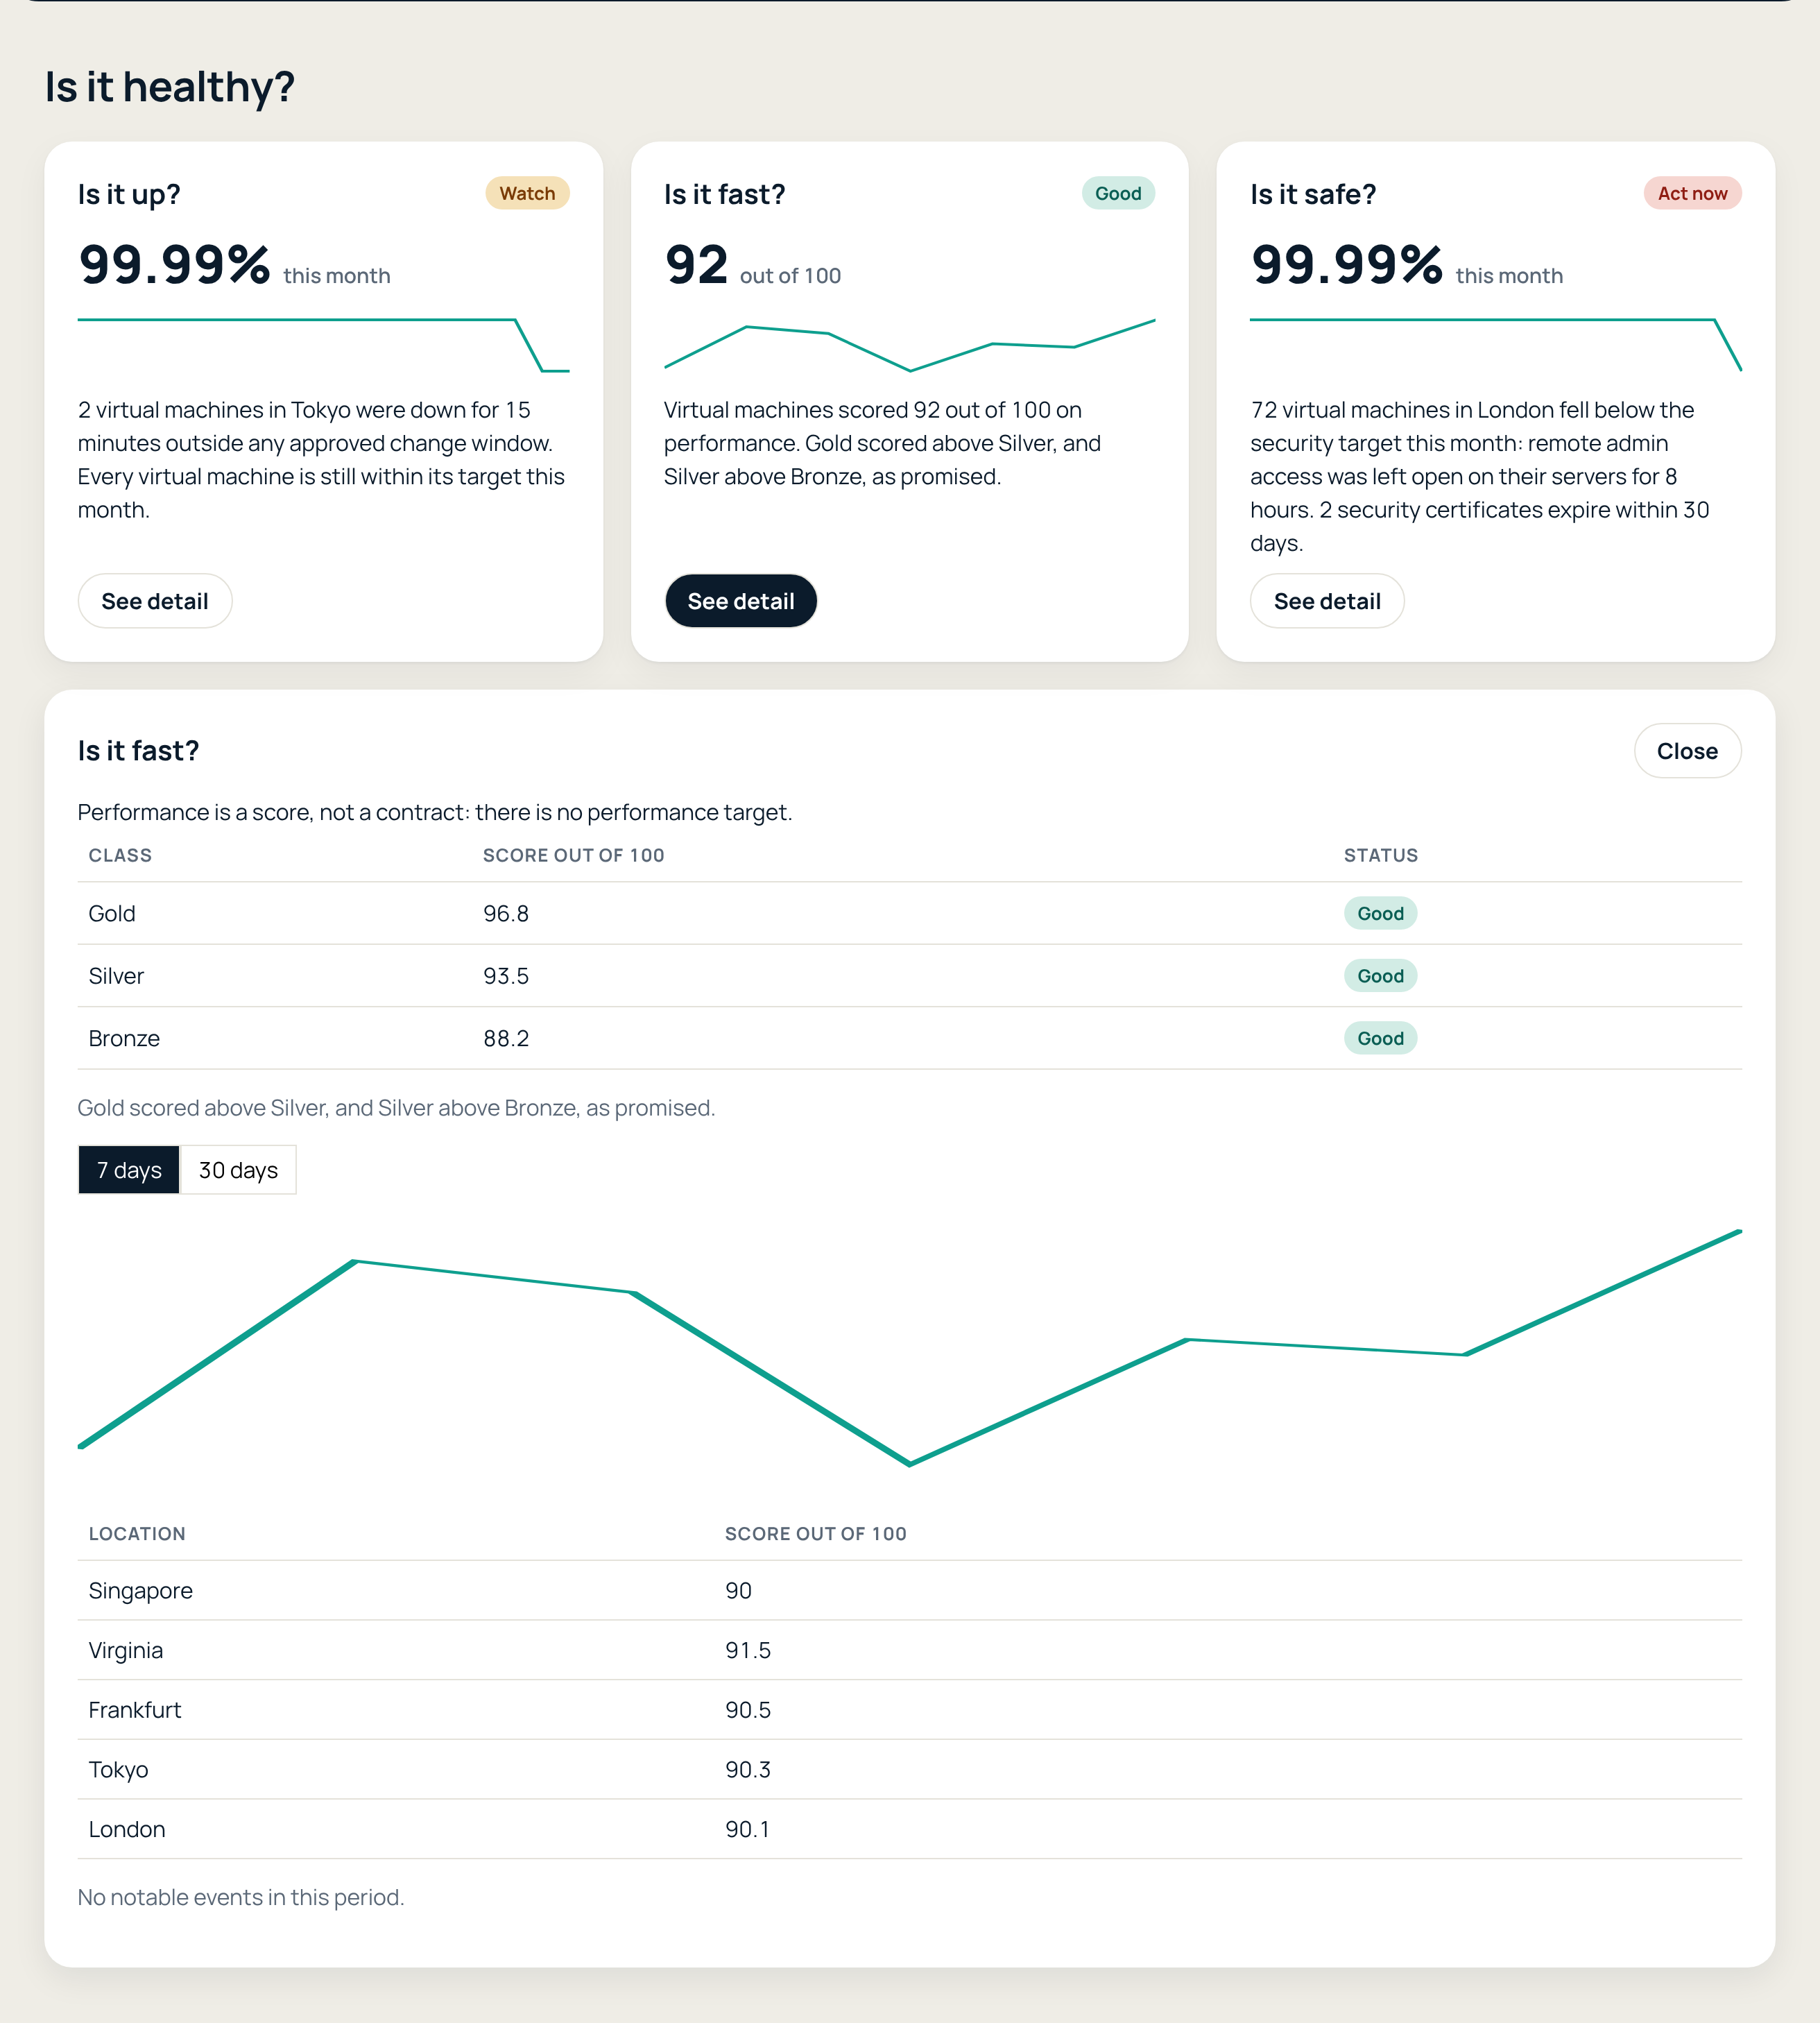 Is it healthy?
Is it up?
Watch
99.99% this month
2 virtual machines in Tokyo were down for 15
minutes outside any approved change window.
Every virtual machine is still within its target this
month.
See detail
Is it fast?
Good
92 out of 100
Virtual machines scored 92 out of 100 on
performance. Gold scored above Silver, and
Silver above Bronze, as promised.
See detail
Is it safe?
Act now
99.99% this month
72 virtual machines in London fell below the
security target this month: remote admin
access was left open on their servers for 8
hours. 2 security certificates expire within 30
days.
See detail
Is it fast?
Close
Performance is a score, not a contract: there is no performance target.
CLASS SCORE OUT OF 100 STATUS
Gold 96.8 Good
Silver 93.5 Good
Bronze 88.2 Good
Gold scored above Silver, and Silver above Bronze, as promised.
7 days 30 days
LOCATION SCORE OUT OF 100
Singapore 90
Virginia 91.5
Frankfurt 90.5
Tokyo 90.3
London 90.1
No notable events in this period.